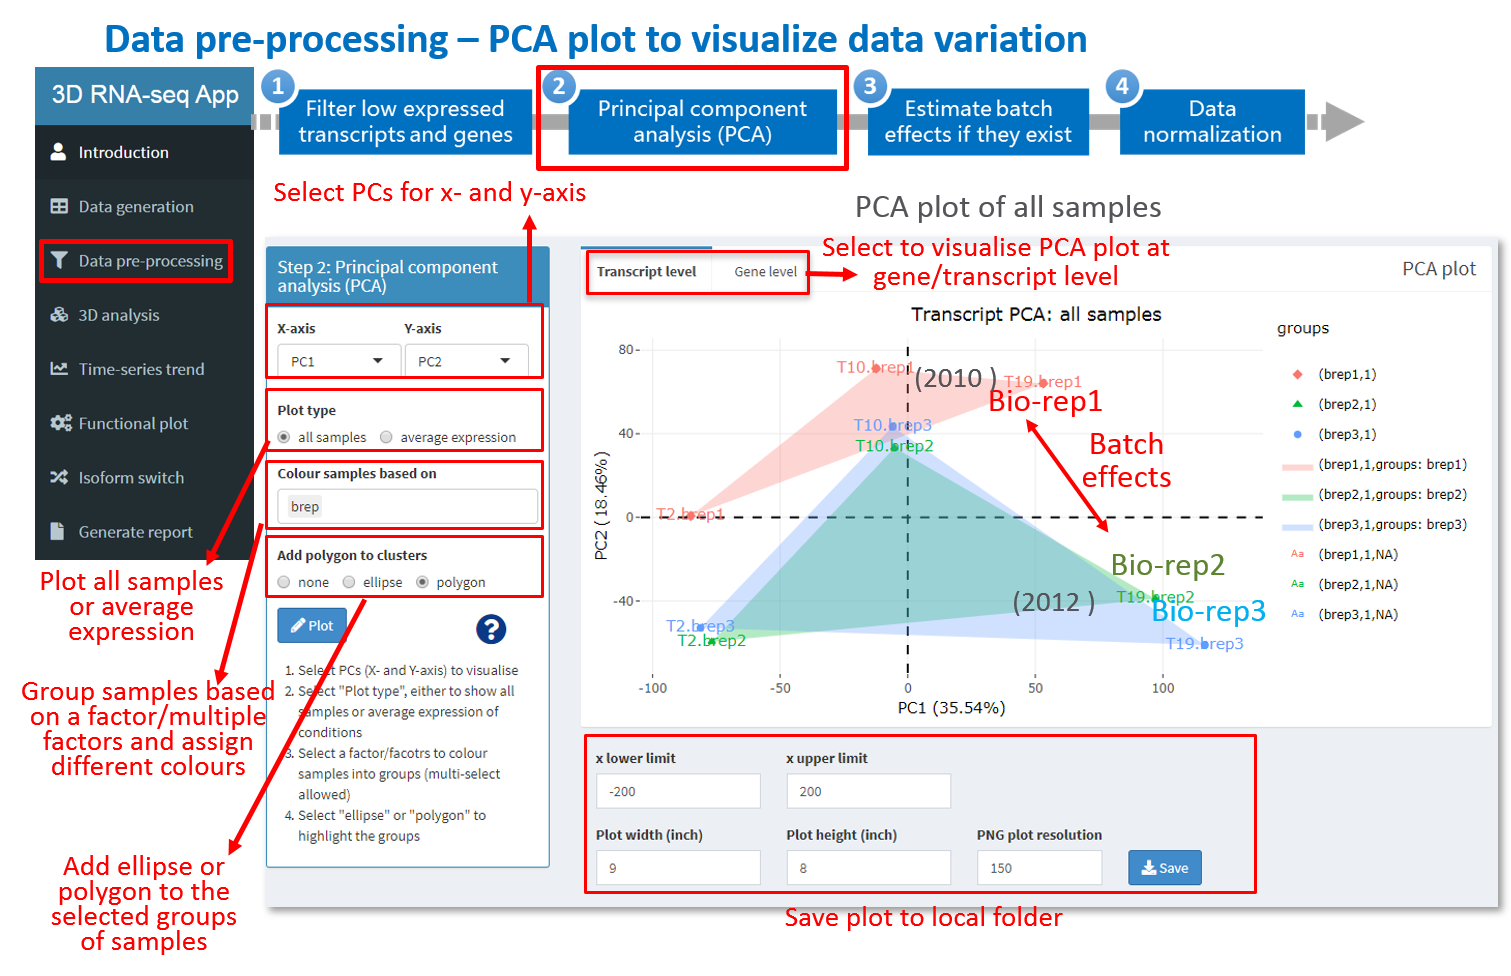 Data pre-processing – PCA plot to visualize data variation
3D RNA-seq App
Introduction
Data generation
Data pre-processing
3D analysis
Time-series trend
Functional plot
Isoform switch
Generate report
1
Filter low expressed
transcripts and genes
2
Principal component
analysis (PCA)
3
Estimate batch
effects if they exist
4
Data
normalization
Select PCs for x- and y-axis
PCA plot of all samples
Step 2: Principal component
analysis (PCA)
X-axis
Y-axis
PC1
PC2
Plot type
all samples
average expression
Colour samples based on
brep
Add polygon to clusters
none
ellipse
polygon
Plot
?
1. Select PCs (X- and Y-axis) to visualise
2. Select "Plot type", either to show all
samples or average expression of
conditions
3. Select a factor/facotrs to colour
samples into groups (multi-select
allowed)
4. Select "ellipse" or "polygon" to
highlight the groups
Plot all samples
or average
expression
Group samples based
on a factor/multiple
factors and assign
different colours
Add ellipse or
polygon to the
selected groups
of samples
Transcript level
Gene level
Select to visualise PCA plot at
gene/transcript level
PCA plot
Transcript PCA: all samples
80
40
0
-40
PC2 (18.46%)
-100
-50
0
50
100
PC1 (35.54%)
T10.brep1
(2010 )
T19.brep1
Bio-rep1
T10.brep3
T10.brep2
Batch
effects
T2.brep1
Bio-rep2
T19.brep2
(2012 )
Bio-rep3
T2.brep3
T2.brep2
T19.brep3
groups
(brep1,1)
(brep2,1)
(brep3,1)
(brep1,1,groups: brep1)
(brep2,1,groups: brep2)
(brep3,1,groups: brep3)
Aa (brep1,1,NA)
Aa (brep2,1,NA)
Aa (brep3,1,NA)
x lower limit
x upper limit
-200
200
Plot width (inch)
Plot height (inch)
PNG plot resolution
9
8
150
Save
Save plot to local folder